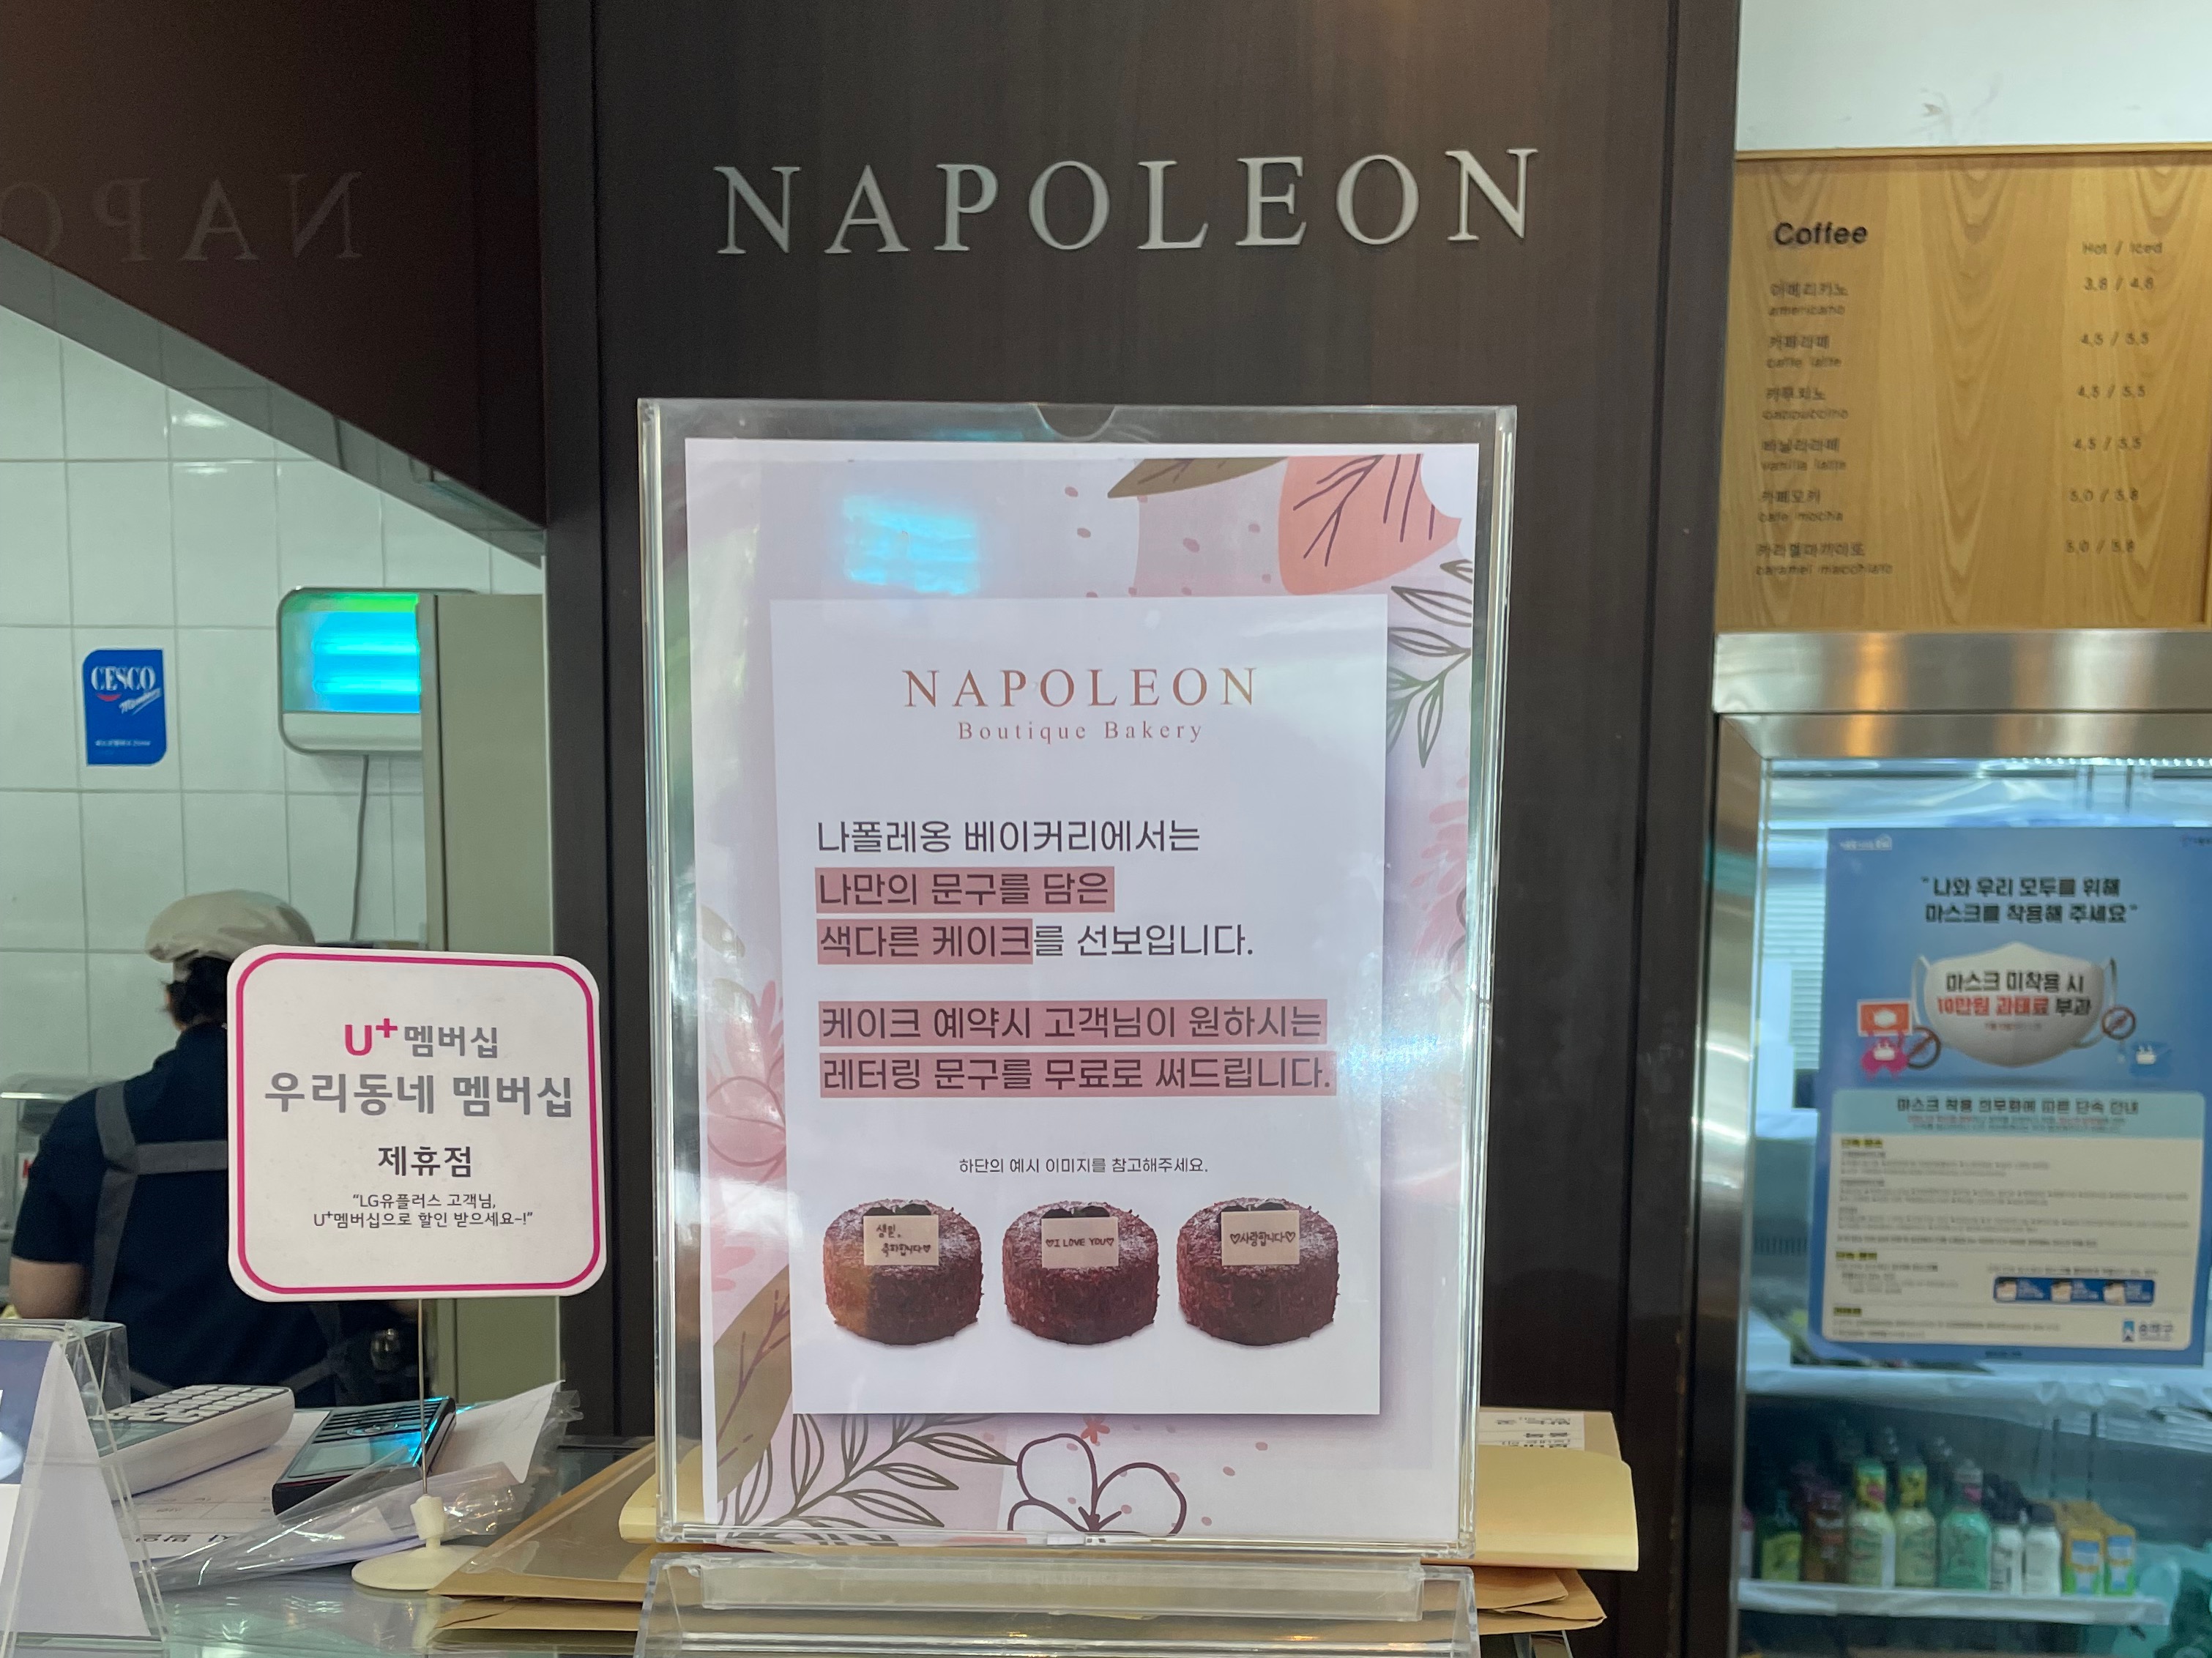 NAPOLEON
Coffee
Hot / Iced
아메리카노
3.8 / 4.8
americano
카페라떼
4.5 / 5.5
caffe latte
카푸치노
4.5 / 5.5
cappuccino
바닐라라떼
4.5 / 5.5
vanilla latte
카페모카
5.0 / 5.8
cafe mocha
카라멜마끼아또
5.0 / 5.8
caramel macchiato
CESCO
NAPOLEON
Boutique Bakery
나폴레옹 베이커리에서는
나만의 문구를 담은
색다른 케이크를 선보입니다.
케이크 예약시 고객님이 원하시는
레터링 문구를 무료로 써드립니다.
하단의 예시 이미지를 참고해주세요.
생일,
축하합니다♥
♡I LOVE YOU♡
♡사랑합니다♡
U+멤버십
우리동네 멤버십
제휴점
“LG유플러스 고객님,
U+멤버십으로 할인 받으세요~!”
"나와 우리 모두를 위해
마스크를 착용해 주세요"
마스크 미착용 시
10만원 과태료 부과
마스크 착용 의무화에 따른 단속 안내
송파구